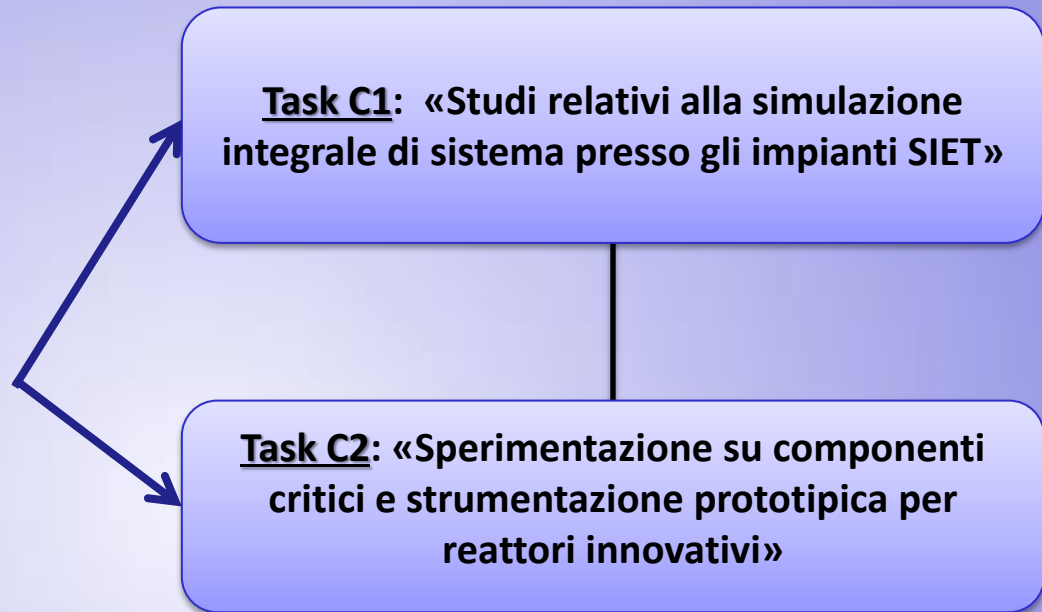 Task C1: «Studi relativi alla simulazione
integrale di sistema presso gli impianti SIET»
Task C2: «Sperimentazione su componenti
critici e strumentazione prototipica per
reattori innovativi»